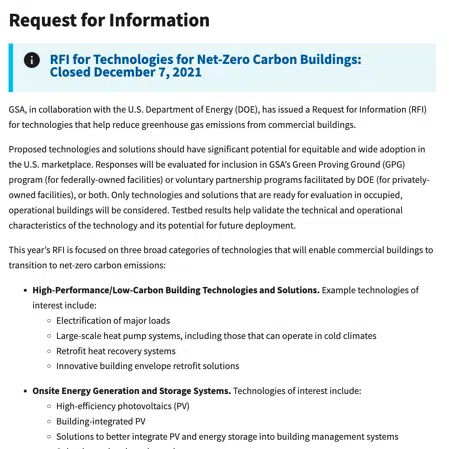 Request for Information
RFI for Technologies for Net-Zero Carbon Buildings:
Closed December 7, 2021
GSA, in collaboration with the U.S. Department of Energy (DOE), has issued a Request for Information (RFI)
for technologies that help reduce greenhouse gas emissions from commercial buildings.
Proposed technologies and solutions should have significant potential for equitable and wide adoption in
the U.S. marketplace. Responses will be evaluated for inclusion in GSA's Green Proving Ground (GPG)
program (for federally-owned facilities) or voluntary partnership programs facilitated by DOE (for privately-
owned facilities), or both. Only technologies and solutions that are ready for evaluation in occupied,
operational buildings will be considered. Testbed results help validate the technical and operational
characteristics of the technology and its potential for future deployment.
This year's RFI is focused on three broad categories of technologies that will enable commercial buildings to
transition to net-zero carbon emissions:
• High-Performance/Low-Carbon Building Technologies and Solutions. Example technologies of
interest include:
◦ Electrification of major loads
◦ Large-scale heat pump systems, including those that can operate in cold climates
◦ Retrofit heat recovery systems
◦ Innovative building envelope retrofit solutions
• Onsite Energy Generation and Storage Systems. Technologies of interest include:
◦ High-efficiency photovoltaics (PV)
◦ Building-integrated PV
◦ Solutions to better integrate PV and energy storage into building management systems